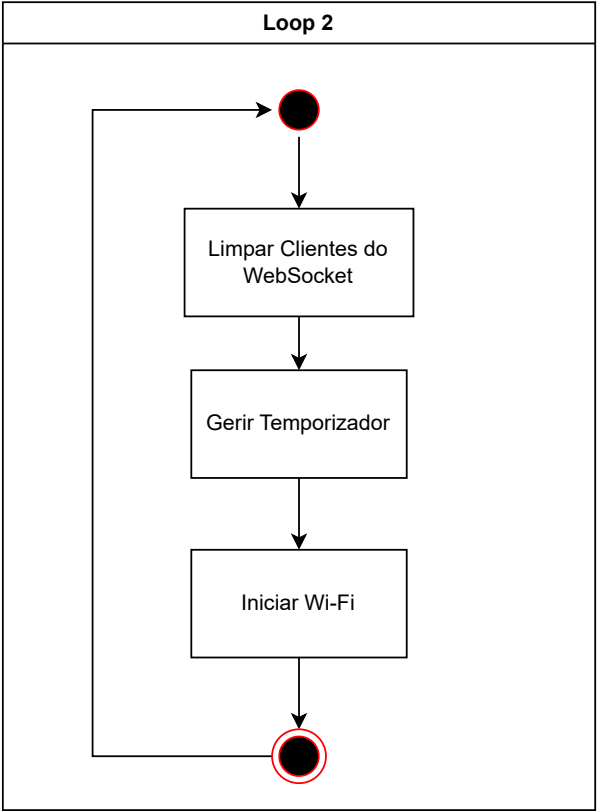 Loop 2
Limpar Clientes do
WebSocket
Gerir Temporizador
Iniciar Wi-Fi